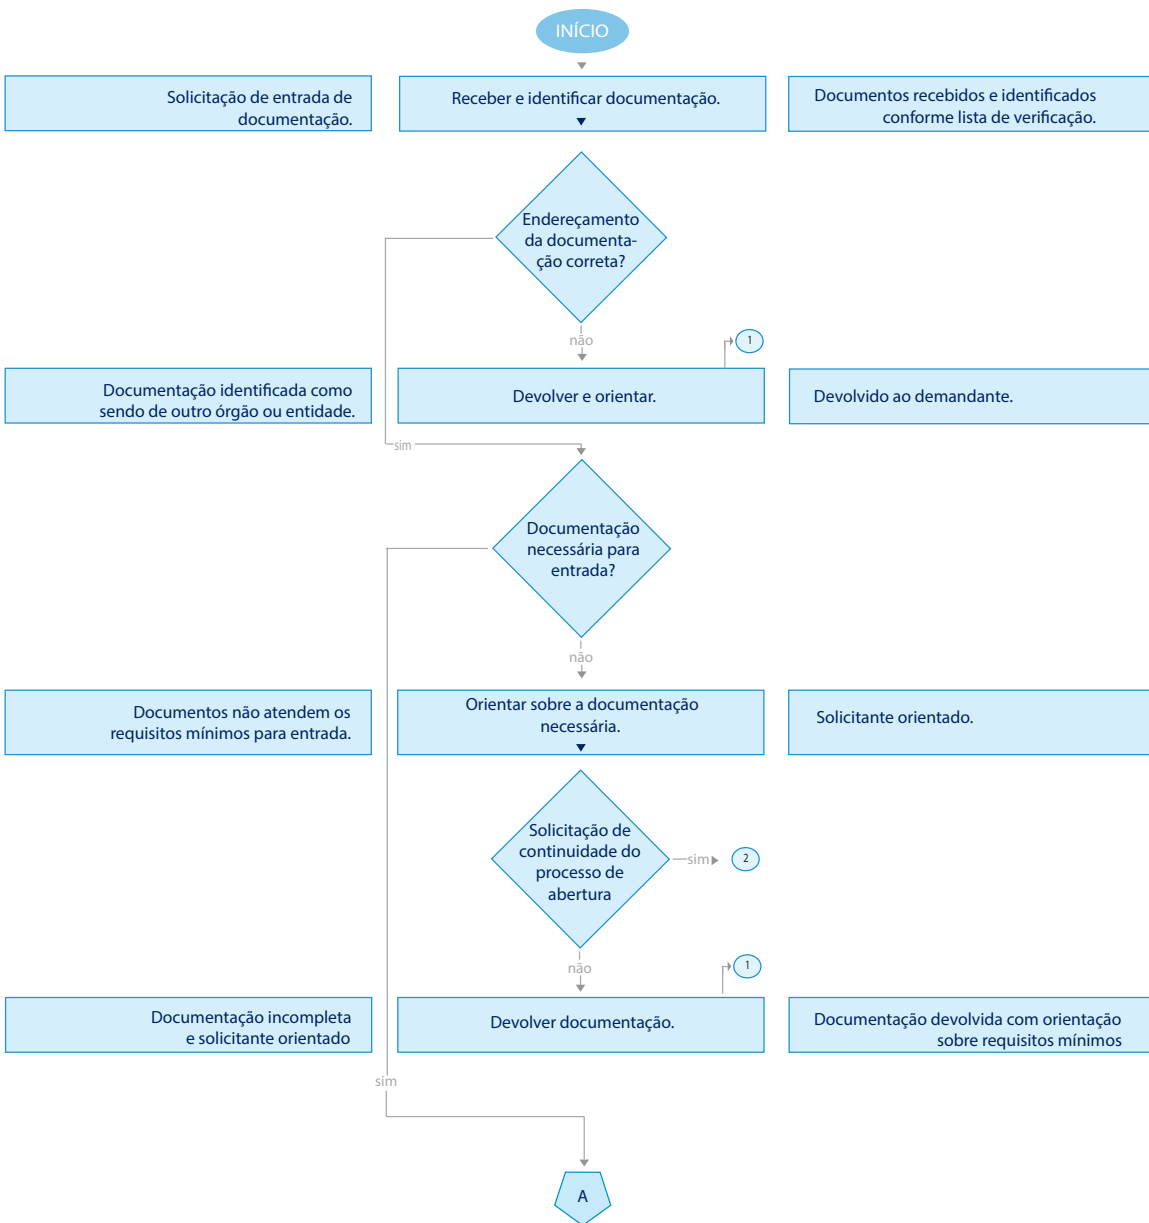 INÍCIO
Solicitação de entrada de
documentação.
Receber e identificar documentação.
Documentos recebidos e identificados
conforme lista de verificação.
Endereçamento
da documenta-
ção correta?
não
1
Documentação identificada como
sendo de outro órgão ou entidade.
Devolver e orientar.
Devolvido ao demandante.
sim
Documentação
necessária para
entrada?
não
Documentos não atendem os
requisitos mínimos para entrada.
Orientar sobre a documentação
necessária.
Solicitante orientado.
Solicitação de
continuidade do
processo de
abertura
sim
2
não
1
Documentação incompleta
e solicitante orientado
Devolver documentação.
Documentação devolvida com orientação
sobre requisitos mínimos
sim
A